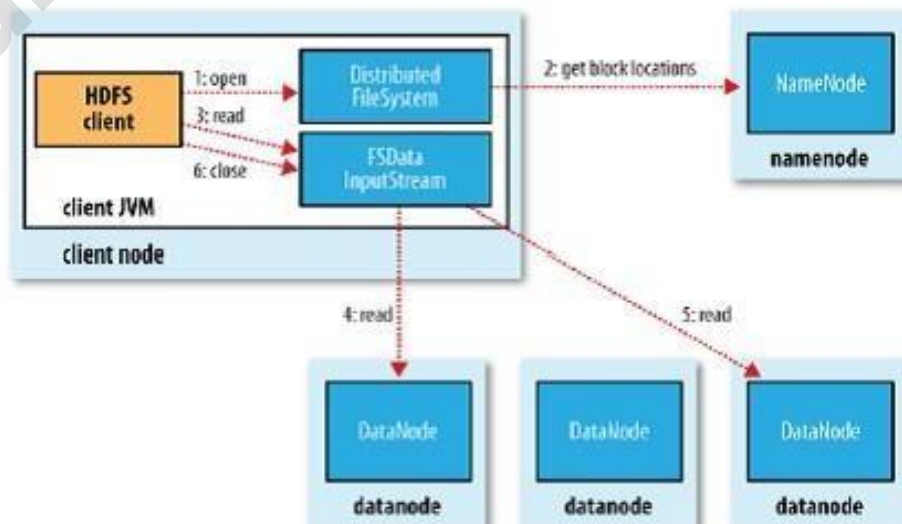 HDFS
client
1: open
3: read
6: close
Distributed
FileSystem
FSData
InputStream
2: get block locations
NameNode
namenode
client JVM
client node
4: read
5: read
DataNode
datanode
DataNode
datanode
DataNode
datanode